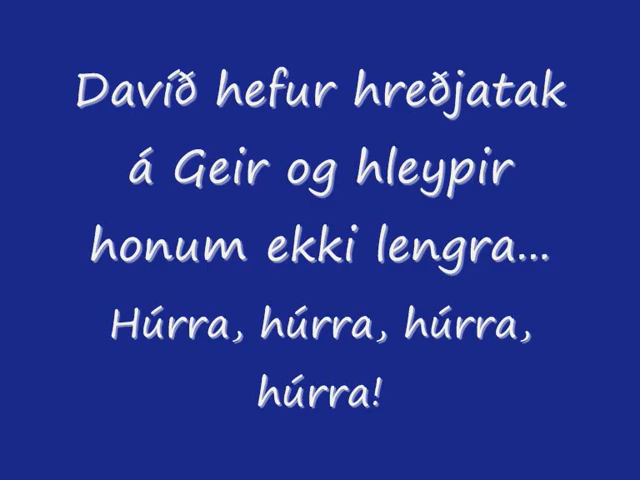 Davíð hefur hreðjatak
á Geir og hleypir
honum ekki lengra...
Húrra, húrra, húrra,
húrra!